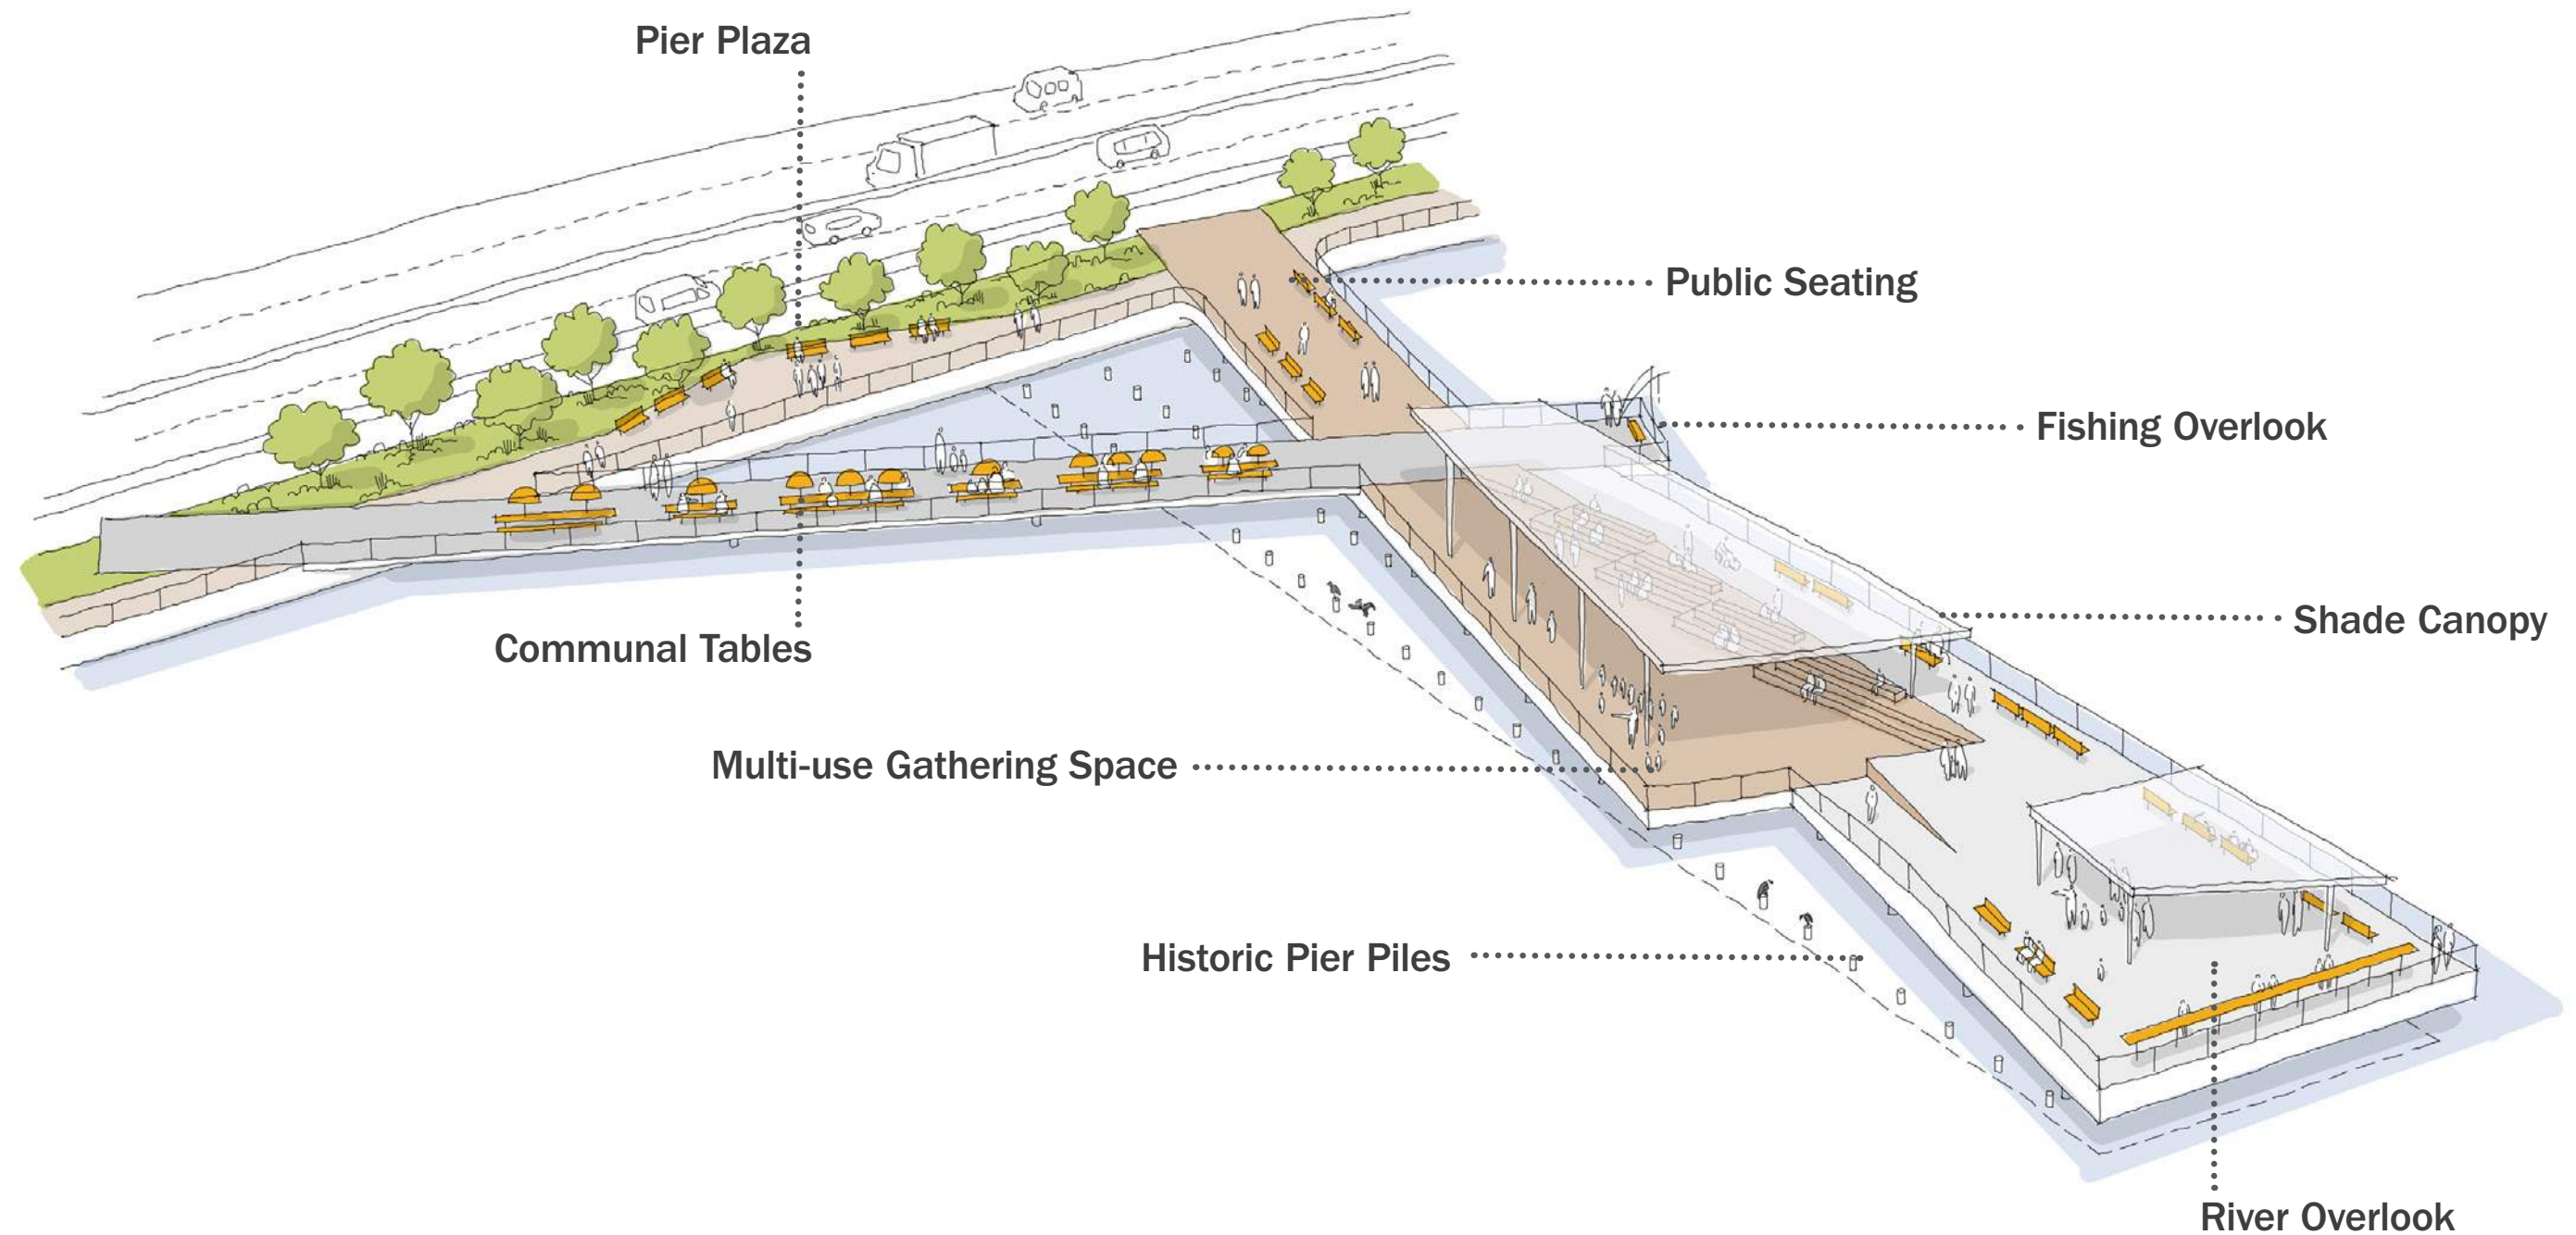 Pier Plaza
Public Seating
Fishing Overlook
Shade Canopy
Communal Tables
Multi-use Gathering Space
Historic Pier Piles
River Overlook